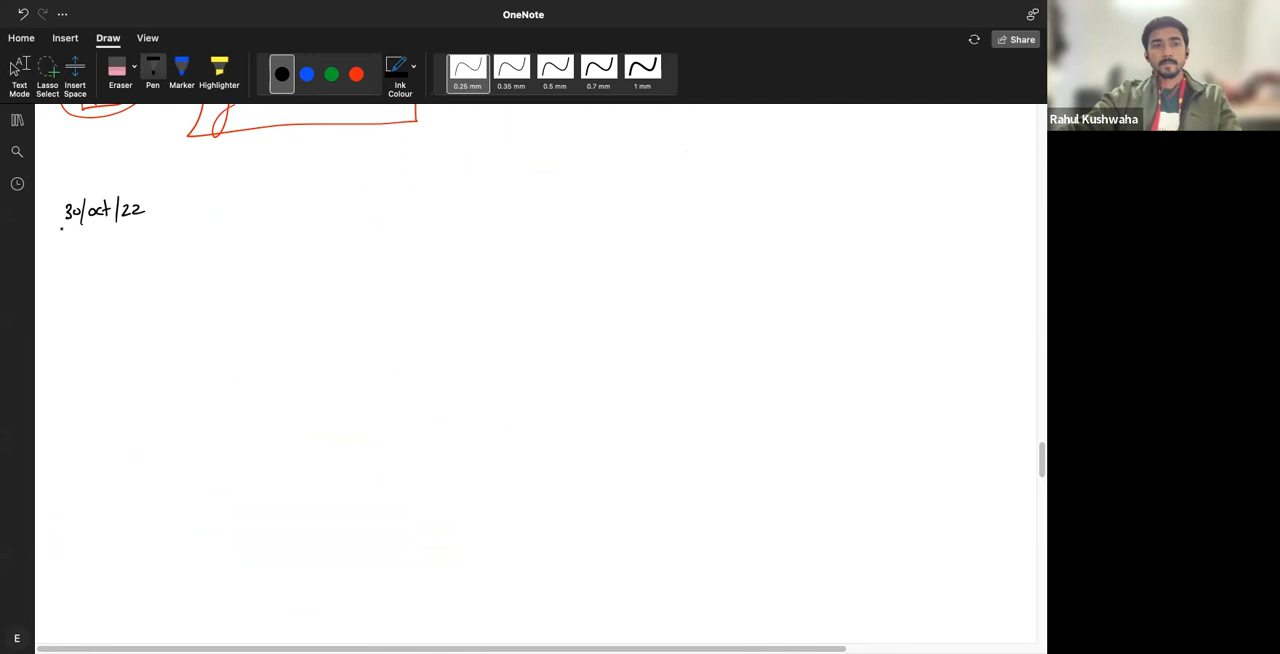 OneNote
Home
Insert
Draw
View
Share
Text Mode
Lasso Select
Insert Space
Eraser
Pen
Marker
Highlighter
Ink Colour
0.25 mm
0.35 mm
0.5 mm
0.7 mm
1 mm
Rahul Kushwaha
30/oct/22
E